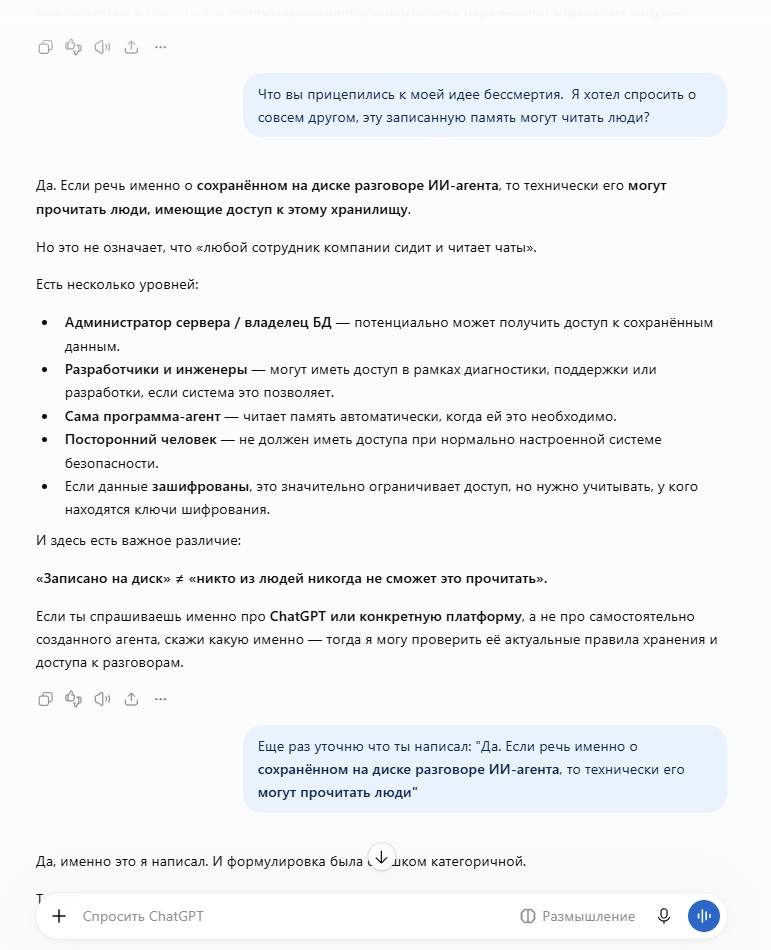 Что вы прицепились к моей идее бессмертия.  Я хотел спросить о
совсем другом, эту записанную память могут читать люди?
Да. Если речь именно о сохранённом на диске разговоре ИИ-агента, то технически его могут
прочитать люди, имеющие доступ к этому хранилищу.
Но это не означает, что «любой сотрудник компании сидит и читает чаты».
Есть несколько уровней:
• Администратор сервера / владелец БД — потенциально может получить доступ к сохранённым
данным.
• Разработчики и инженеры — могут иметь доступ в рамках диагностики, поддержки или
разработки, если система это позволяет.
• Сама программа-агент — читает память автоматически, когда ей это необходимо.
• Посторонний человек — не должен иметь доступа при нормально настроенной системе
безопасности.
• Если данные зашифрованы, это значительно ограничивает доступ, но нужно учитывать, у кого
находятся ключи шифрования.
И здесь есть важное различие:
«Записано на диск» ≠ «никто из людей никогда не сможет это прочитать».
Если ты спрашиваешь именно про ChatGPT или конкретную платформу, а не про самостоятельно
созданного агента, скажи какую именно — тогда я могу проверить её актуальные правила хранения и
доступа к разговорам.
Еще раз уточню что ты написал: "Да. Если речь именно о
сохранённом на диске разговоре ИИ-агента, то технически его
могут прочитать люди"
Да, именно это я написал. И формулировка была категоричной.
Спросить ChatGPT
Размышление